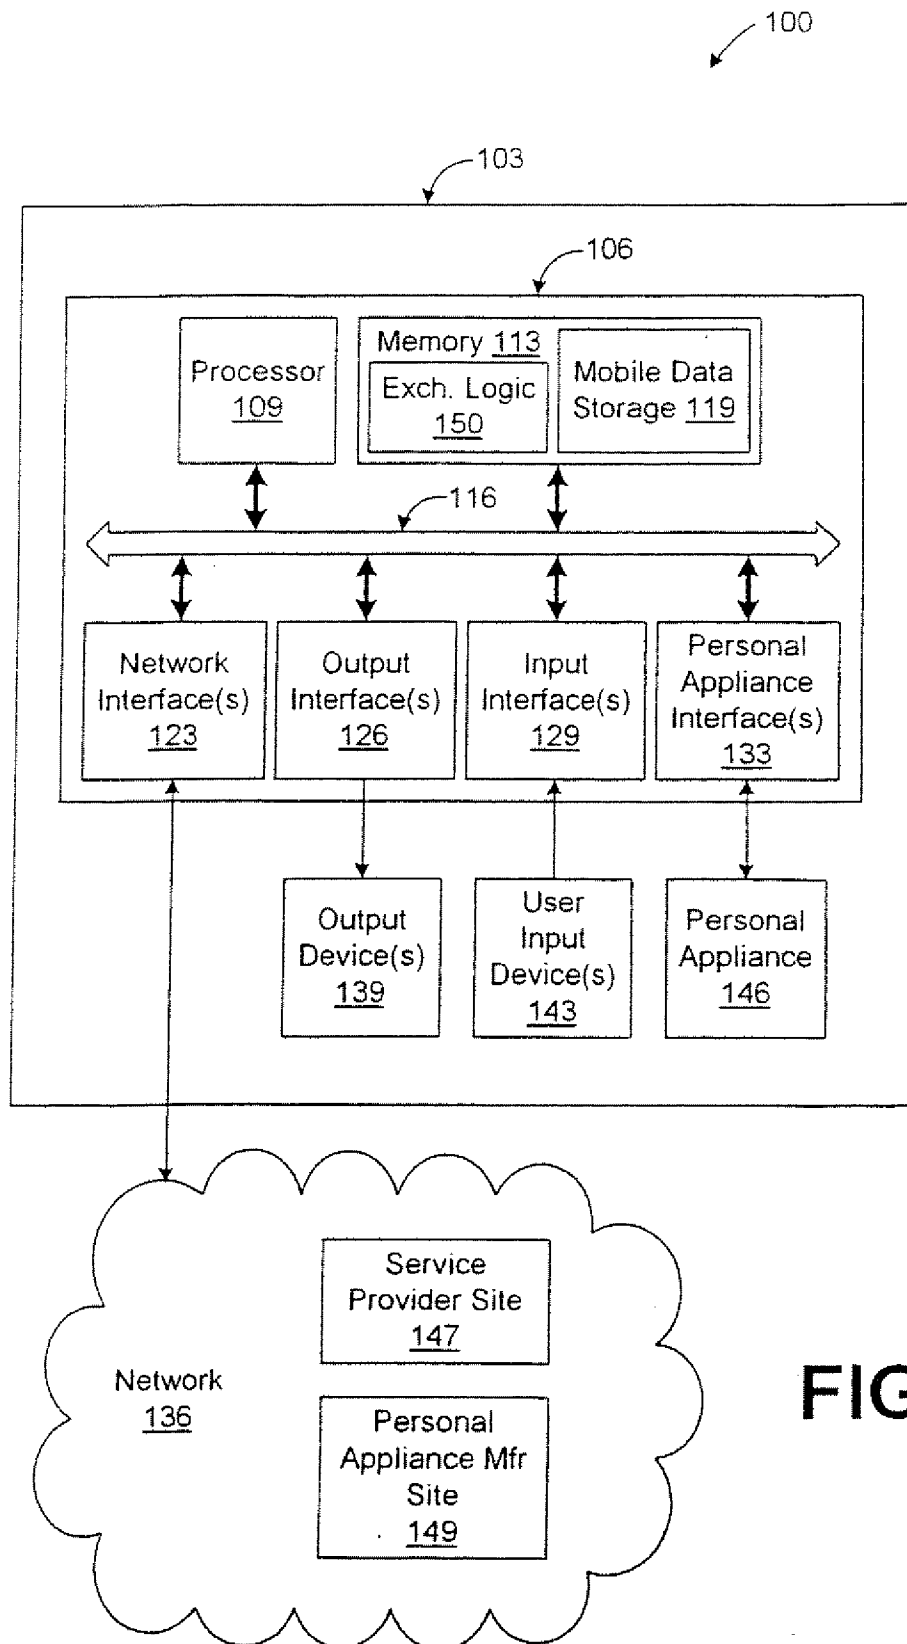 100
103
106
Processor
109
Memory 113
Exch. Logic
150
Mobile Data
Storage 119
116
Network
Interface(s)
123
Output
Interface(s)
126
Input
Interface(s)
129
Personal
Appliance
Interface(s)
133
Output
Device(s)
139
User
Input
Device(s)
143
Personal
Appliance
146
Service
Provider Site
147
Network
136
Personal
Appliance Mfr
Site
149
FIG